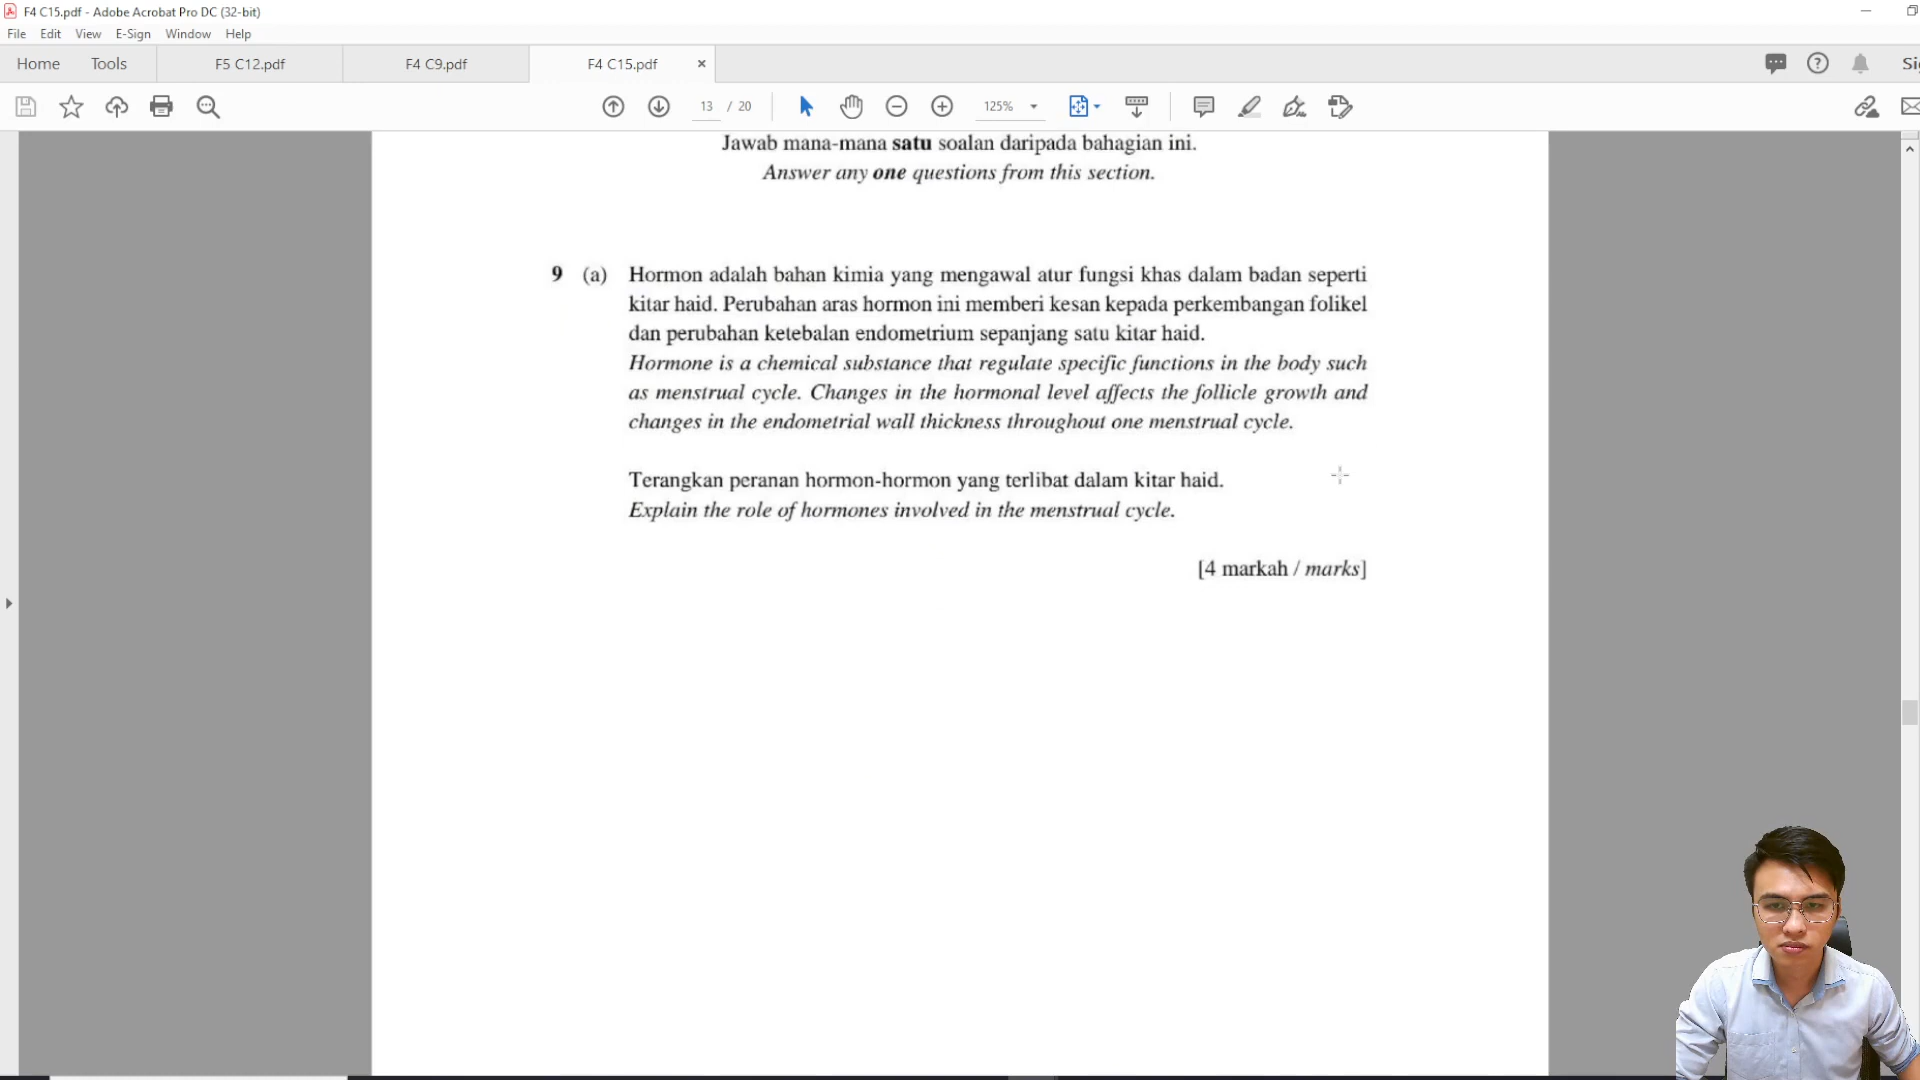 F4 C15.pdf - Adobe Acrobat Pro DC (32-bit)
File Edit View E-Sign Window Help
Home Tools F5 C12.pdf F4 C9.pdf F4 C15.pdf ×
13 / 20 125%
Jawab mana-mana satu soalan daripada bahagian ini.
Answer any one questions from this section.
9 (a) Hormon adalah bahan kimia yang mengawal atur fungsi khas dalam badan seperti
kitar haid. Perubahan aras hormon ini memberi kesan kepada perkembangan folikel
dan perubahan ketebalan endometrium sepanjang satu kitar haid.
Hormone is a chemical substance that regulate specific functions in the body such
as menstrual cycle. Changes in the hormonal level affects the follicle growth and
changes in the endometrial wall thickness throughout one menstrual cycle.
Terangkan peranan hormon-hormon yang terlibat dalam kitar haid.
Explain the role of hormones involved in the menstrual cycle.
[4 markah / marks]